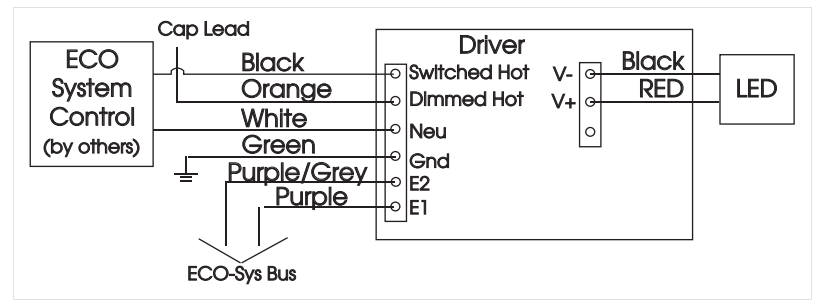 Cap Lead
ECO
System
Control
(by others)
Black
Orange
White
Green
Purple/Grey
Purple
ECO-Sys Bus
Driver
Switched Hot
Dimmed Hot
Neu
Gnd
E2
E1
V-
V+
Black
RED
LED